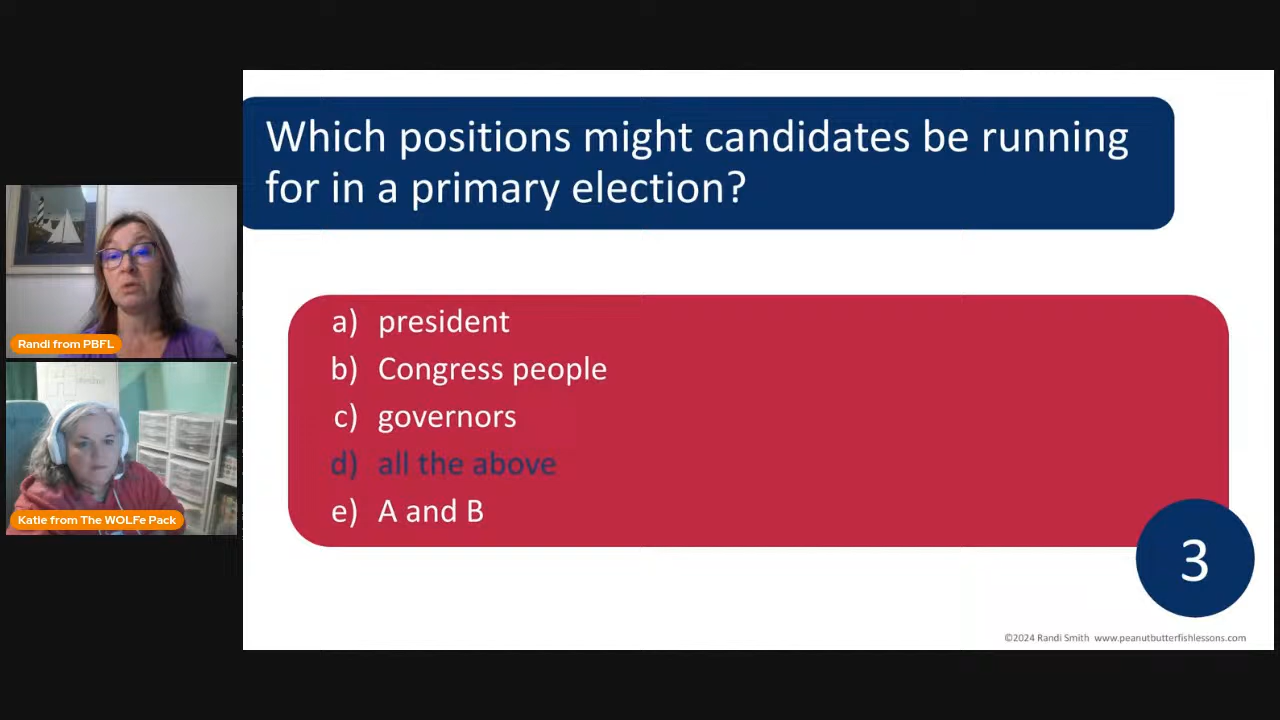 Which positions might candidates be running
for in a primary election?
a) president
b) Congress people
c) governors
d) all the above
e) A and B
3
©2024 Randi Smith www.peanutbutterfishlessons.com
Randi from PBFL
Katie from The WOLFe Pack